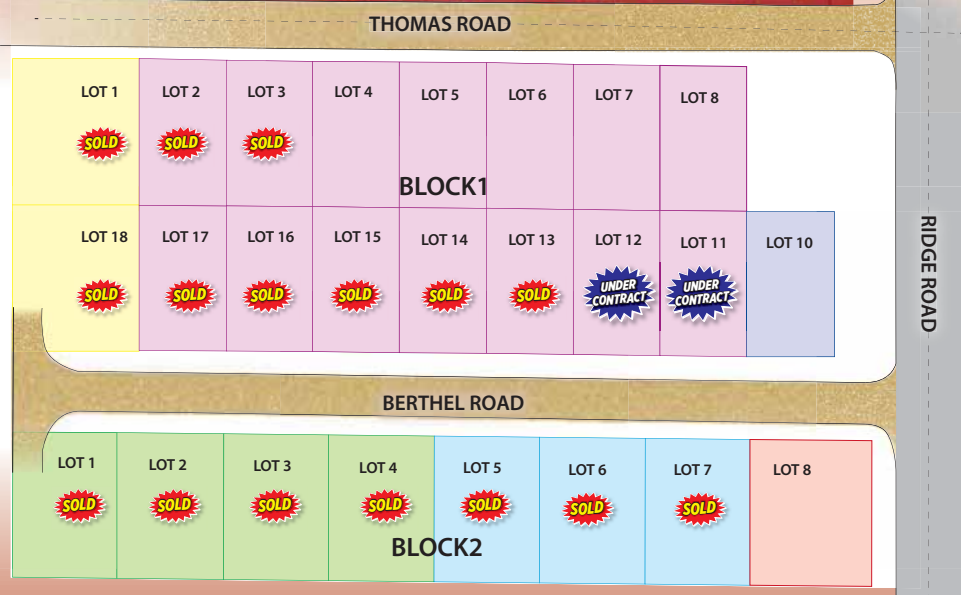 THOMAS ROAD
LOT 1
LOT 2
LOT 3
LOT 4
LOT 5
LOT 6
LOT 7
LOT 8
SOLD
SOLD
SOLD
BLOCK1
LOT 18
LOT 17
LOT 16
LOT 15
LOT 14
LOT 13
LOT 12
LOT 11
LOT 10
SOLD
SOLD
SOLD
SOLD
SOLD
SOLD
UNDER
CONTRACT
UNDER
CONTRACT
RIDGE ROAD
BERTHEL ROAD
LOT 1
LOT 2
LOT 3
LOT 4
LOT 5
LOT 6
LOT 7
LOT 8
SOLD
SOLD
SOLD
SOLD
SOLD
SOLD
SOLD
BLOCK2